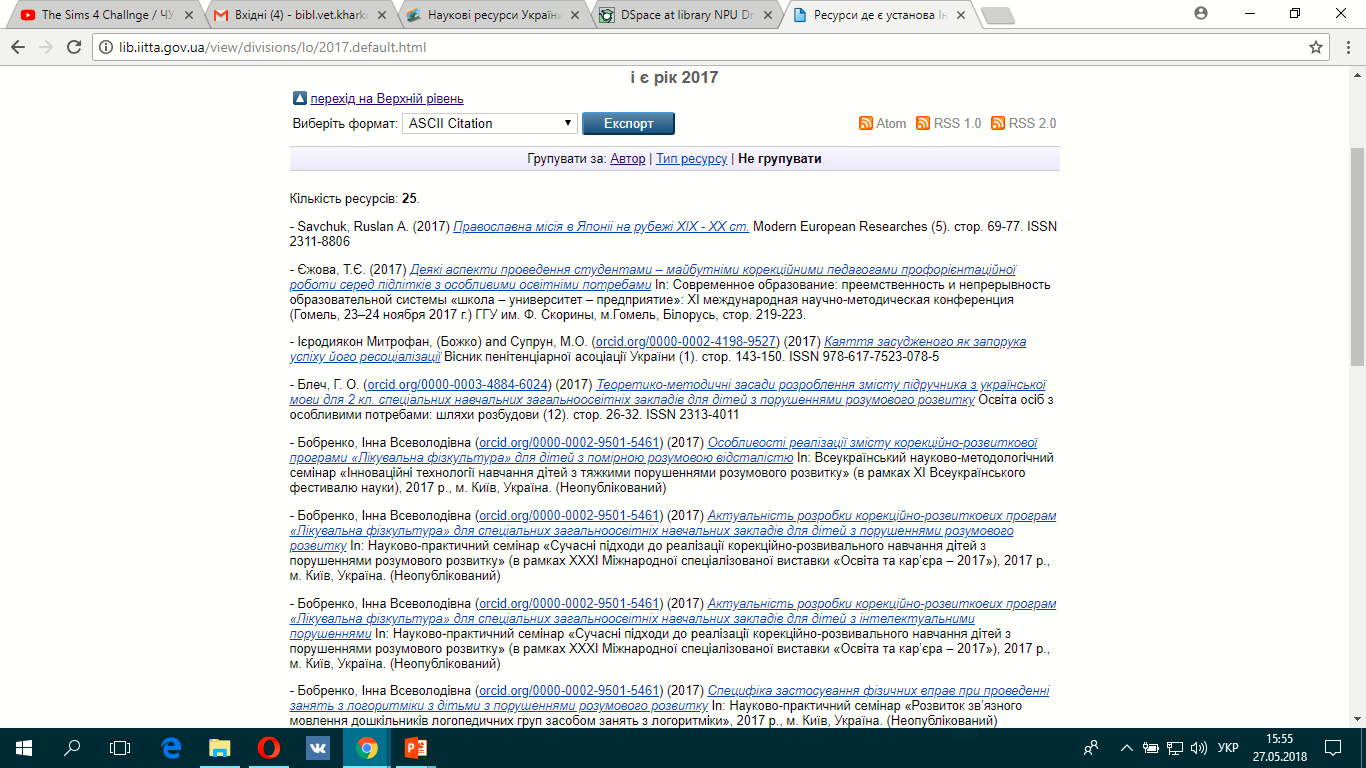 The Sims 4 Challnge / ЧУ
Вхідні (4) - bibl.vet.khark
Наукові ресурси Україн
DSpace at library NPU Dr
Ресурси де є установа Ін
lib.iitta.gov.ua/view/divisions/lo/2017.default.html
і є рік 2017
перехід на Верхній рівень
Виберіть формат: ASCII Citation Експорт Atom RSS 1.0 RSS 2.0
Групувати за: Автор | Тип ресурсу | Не групувати
Кількість ресурсів: 25.
- Savchuk, Ruslan A. (2017) Православна місія в Японії на рубежі XIX - XX ст. Modern European Researches (5). стор. 69-77. ISSN
2311-8806
- Єжова, Т.Є. (2017) Деякі аспекти проведення студентами – майбутніми корекційними педагогами профорієнтаційної
роботи серед підлітків з особливими освітніми потребами In: Современное образование: преемственность и непрерывность
образовательной системы «школа – университет – предприятие»: XI международная научно-методическая конференция
(Гомель, 23–24 ноября 2017 г.) ГГУ им. Ф. Скорины, м.Гомель, Білорусь, стор. 219-223.
- Ієродиякон Митрофан, (Божко) and Супрун, М.О. (orcid.org/0000-0002-4198-9527) (2017) Каяття засудженого як запорука
успіху його ресоціалізації Вісник пенітенціарної асоціації України (1). стор. 143-150. ISSN 978-617-7523-078-5
- Блеч, Г. О. (orcid.org/0000-0003-4884-6024) (2017) Теоретико-методичні засади розроблення змісту підручника з української
мови для 2 кл. спеціальних навчальних загальноосвітніх закладів для дітей з порушеннями розумового розвитку Освіта осіб з
особливими потребами: шляхи розбудови (12). стор. 26-32. ISSN 2313-4011
- Бобренко, Інна Всеволодівна (orcid.org/0000-0002-9501-5461) (2017) Особливості реалізації змісту корекційно-розвиткової
програми «Лікувальна фізкультура» для дітей з помірною розумовою відсталістю In: Всеукраїнський науково-методологічний
семінар «Інноваційні технології навчання дітей з тяжкими порушеннями розумового розвитку» (в рамках XI Всеукраїнського
фестивалю науки), 2017 р., м. Київ, Україна. (Неопублікований)
- Бобренко, Інна Всеволодівна (orcid.org/0000-0002-9501-5461) (2017) Актуальність розробки корекційно-розвиткових програм
«Лікувальна фізкультура» для спеціальних загальноосвітніх навчальних закладів для дітей з порушеннями розумового
розвитку In: Науково-практичний семінар «Сучасні підходи до реалізації корекційно-розвивального навчання дітей з
порушеннями розумового розвитку» (в рамках XXXI Міжнародної спеціалізованої виставки «Освіта та кар’єра – 2017»), 2017 р.,
м. Київ, Україна. (Неопублікований)
- Бобренко, Інна Всеволодівна (orcid.org/0000-0002-9501-5461) (2017) Актуальність розробки корекційно-розвиткових програм
«Лікувальна фізкультура» для спеціальних загальноосвітніх навчальних закладів для дітей з інтелектуальними
порушеннями In: Науково-практичний семінар «Сучасні підходи до реалізації корекційно-розвивального навчання дітей з
порушеннями розумового розвитку» (в рамках XXXI Міжнародної спеціалізованої виставки «Освіта та кар’єра – 2017»), 2017 р.,
м. Київ, Україна. (Неопублікований)
- Бобренко, Інна Всеволодівна (orcid.org/0000-0002-9501-5461) (2017) Специфіка застосування фізичних вправ при проведенні
занять з логоритміки з дітьми з порушеннями розумового розвитку In: Науково-практичний семінар «Розвиток зв’язного
мовлення дошкільників логопедичних груп засобом занять з логоритміки», 2017 р., м. Київ, Україна. (Неопублікований)
УКР
15:55
27.05.2018